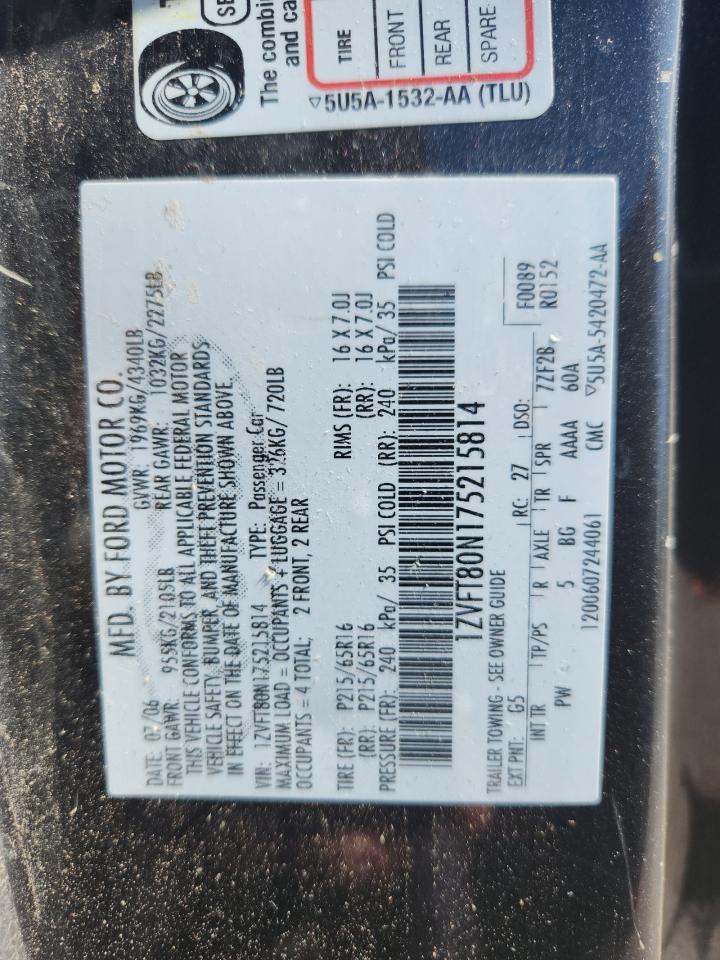 The combin
and ca
TIRE
FRONT
REAR
SPARE
5U5A-1532-AA (TLU)
MFD. BY FORD MOTOR CO.
DATE: 07/06 GVWR: 1969KG/4340LB
FRONT GAWR: 955KG/2105LB REAR GAWR: 1032KG/2275LB
THIS VEHICLE CONFORMS TO ALL APPLICABLE FEDERAL MOTOR
VEHICLE SAFETY, BUMPER, AND THEFT PREVENTION STANDARDS
IN EFFECT ON THE DATE OF MANUFACTURE SHOWN ABOVE.
VIN: 1ZVFT80N175215814 TYPE: Passenger Car
MAXIMUM LOAD = OCCUPANTS + LUGGAGE = 326KG/ 720LB
OCCUPANTS = 4 TOTAL; 2 FRONT, 2 REAR
TIRE (FR): P215/65R16 RIMS (FR): 16 X 7.0J
(RR): P215/65R16 (RR): 16 X 7.0J
PRESSURE (FR): 240 kPa/ 35 PSI COLD (RR): 240 kPa/ 35 PSI COLD
1ZVFT80N175215814
TRAILER TOWING - SEE OWNER GUIDE F0089
EXT PNT: G5 RC: 27 DSO: R0152
INT TR TP/PS R AXLE TR SPR 7ZF2B
PW 5 BG F AAAA 60A
1200607244061 CMC 5U5A-5420472-AA